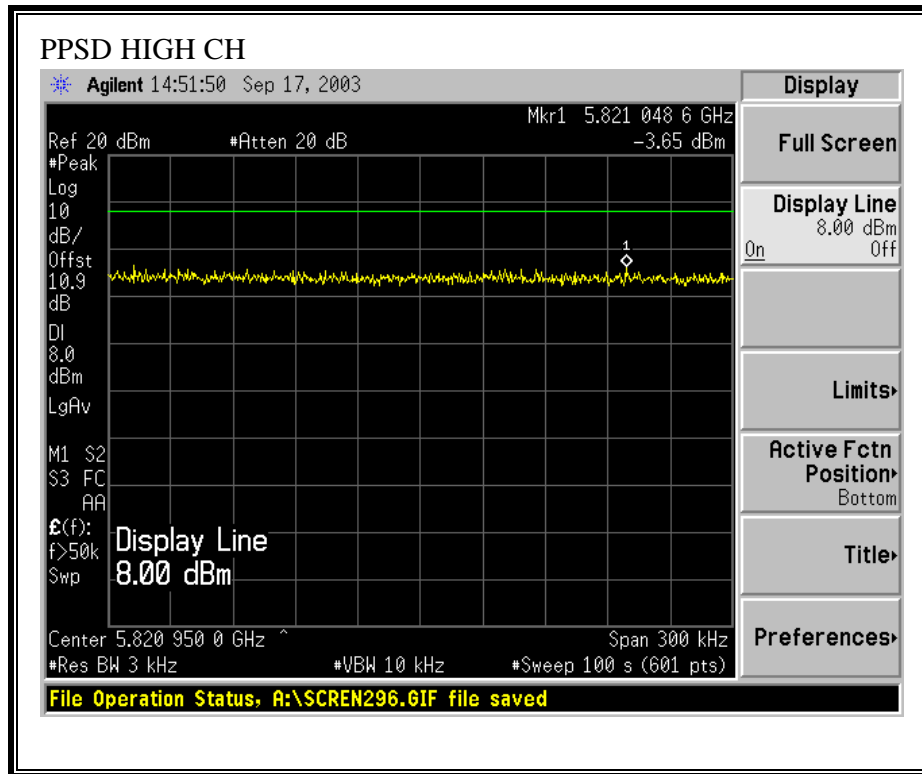 PPSD HIGH CH
Agilent 14:51:50 Sep 17, 2003
Display
Mkr1 5.821 048 6 GHz
Ref 20 dBm #Atten 20 dB -3.65 dBm
#Peak
Log
10
dB/
Offst
10.9
dB
DI
8.0
dBm
LgAv
M1 S2
S3 FC
AA
£(f):
f>50k
Swp
1
Display Line
8.00 dBm
Center 5.820 950 0 GHz ^ Span 300 kHz
#Res BW 3 kHz #VBW 10 kHz #Sweep 100 s (601 pts)
File Operation Status, A:\SCREN296.GIF file saved
Full Screen
Display Line
8.00 dBm
On Off
Limits
Active Fctn
Position
Bottom
Title
Preferences